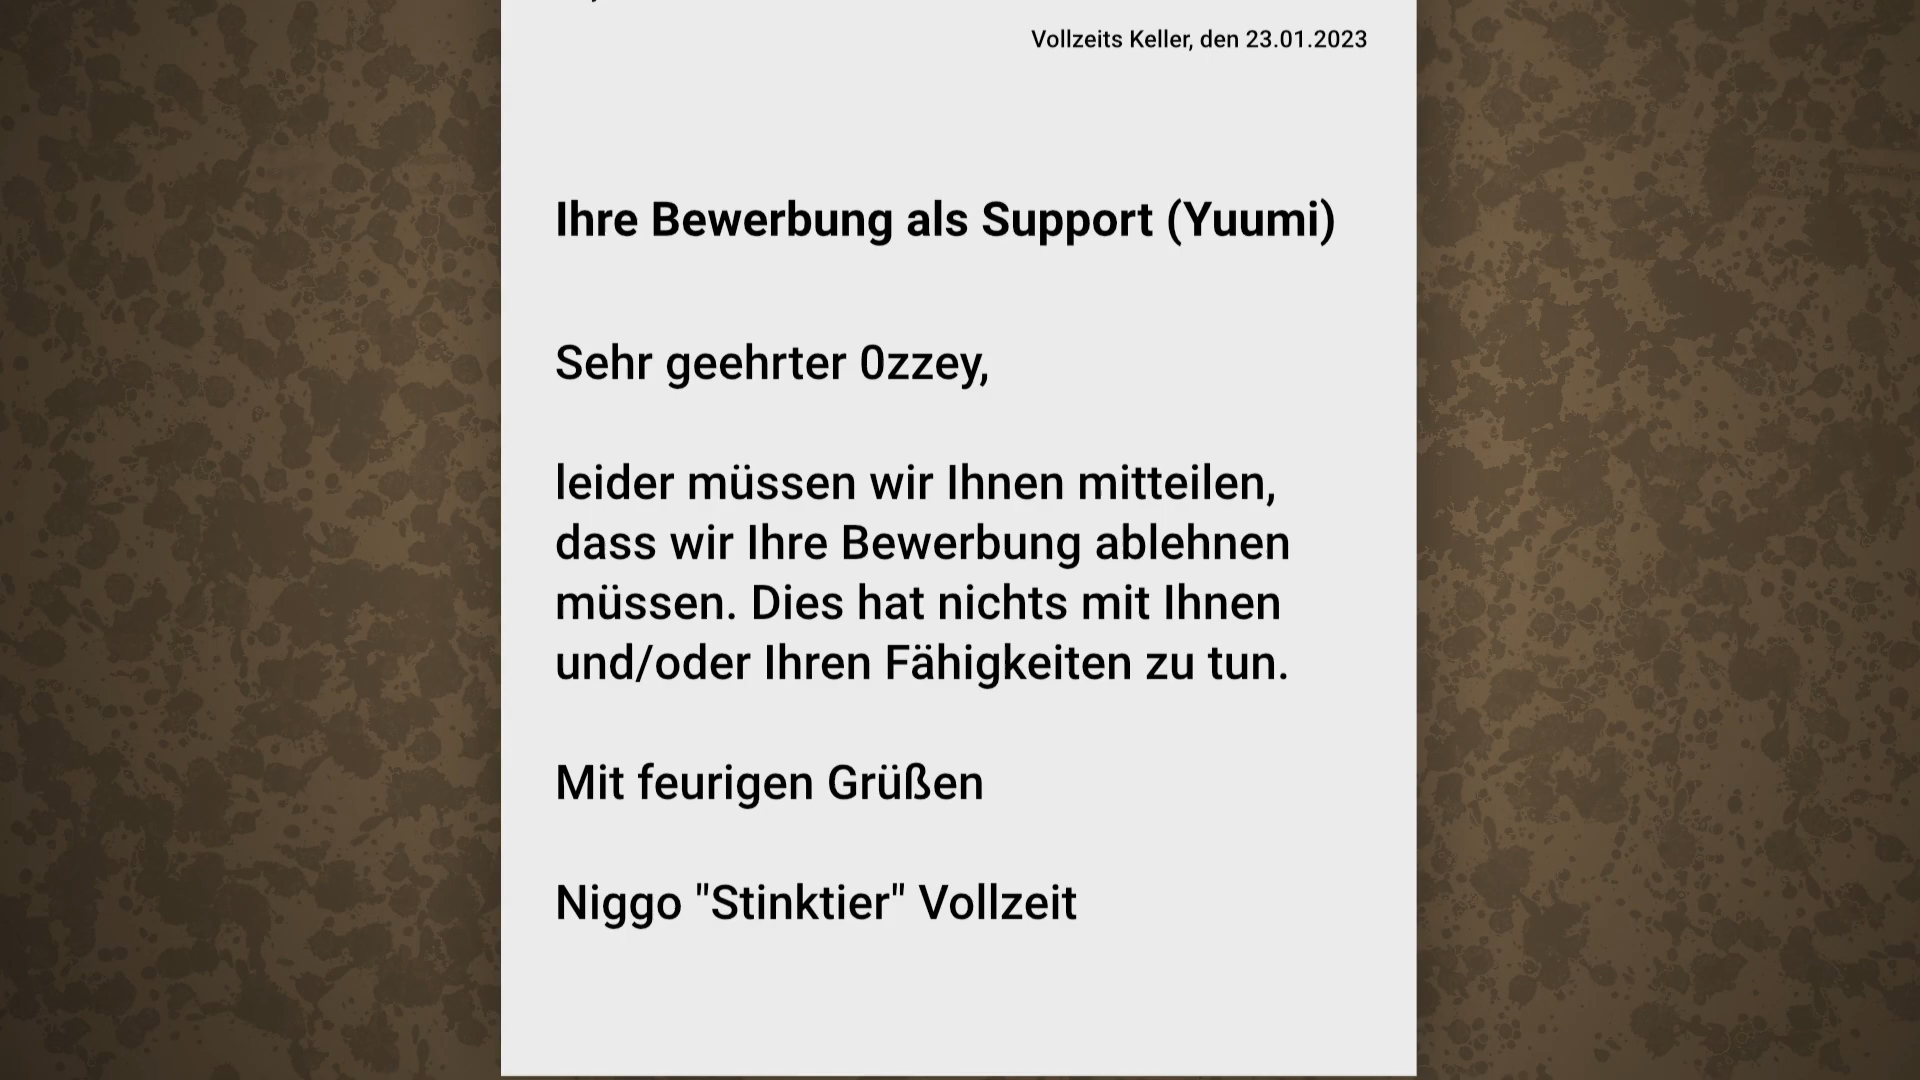 Vollzeits Keller, den 23.01.2023
Ihre Bewerbung als Support (Yuumi)
Sehr geehrter 0zzey,
leider müssen wir Ihnen mitteilen,
dass wir Ihre Bewerbung ablehnen
müssen. Dies hat nichts mit Ihnen
und/oder Ihren Fähigkeiten zu tun.
Mit feurigen Grüßen
Niggo "Stinktier" Vollzeit